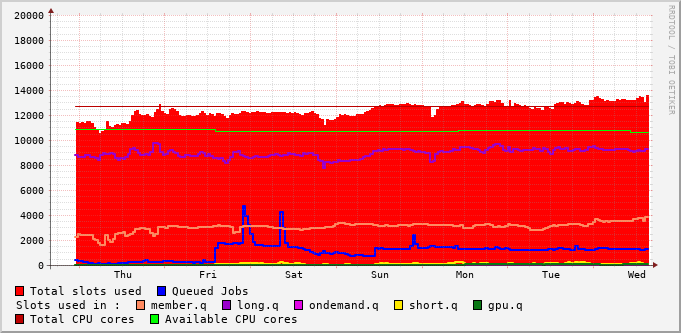 20000
18000
16000
14000
12000
10000
8000
6000
4000
2000
0
Thu Fri Sat Sun Mon Tue Wed
RRDTOOL / TOBI OETIKER
Total slots used Queued Jobs
Slots used in : member.q long.q ondemand.q short.q gpu.q
Total CPU cores Available CPU cores